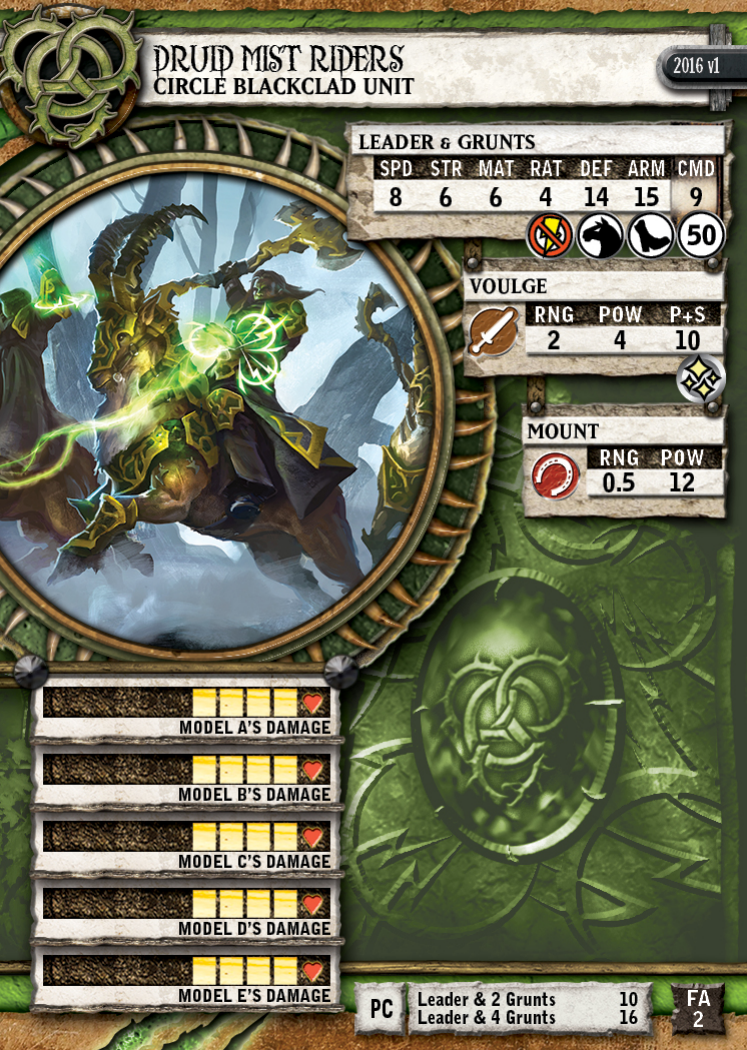 DRUID MIST RIDERS
CIRCLE BLACKCLAD UNIT
2016 v1
LEADER & GRUNTS
SPD STR MAT RAT DEF ARM CMD
8 6 6 4 14 15 9
50
VOULGE
RNG POW P+S
2 4 10
MOUNT
RNG POW
0.5 12
MODEL A'S DAMAGE
MODEL B'S DAMAGE
MODEL C'S DAMAGE
MODEL D'S DAMAGE
MODEL E'S DAMAGE
PC
Leader & 2 Grunts 10
Leader & 4 Grunts 16
FA
2